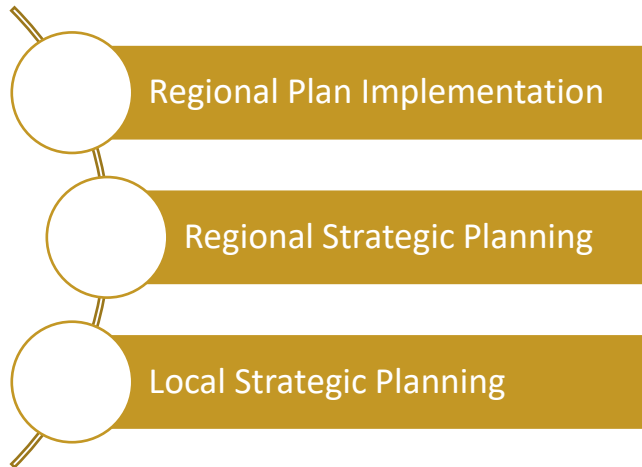 Regional Plan Implementation
Regional Strategic Planning
Local Strategic Planning